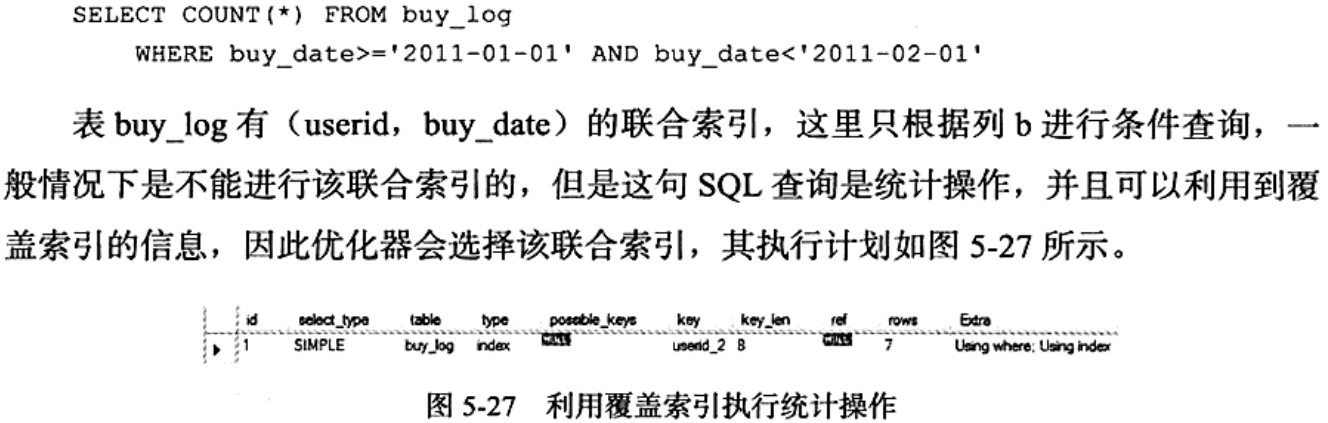 SELECT COUNT(*) FROM buy_log
WHERE buy_date>='2011-01-01' AND buy_date<'2011-02-01'
表 buy_log 有（userid，buy_date）的联合索引，这里只根据列 b 进行条件查询，一
般情况下是不能进行该联合索引的，但是这句 SQL 查询是统计操作，并且可以利用到覆
盖索引的信息，因此优化器会选择该联合索引，其执行计划如图 5-27 所示。
id select_type table type possible_keys key key_len ref rows Extra
1 SIMPLE buy_log index NULL userid_2 8 NULL 7 Using where; Using index
图 5-27 利用覆盖索引执行统计操作